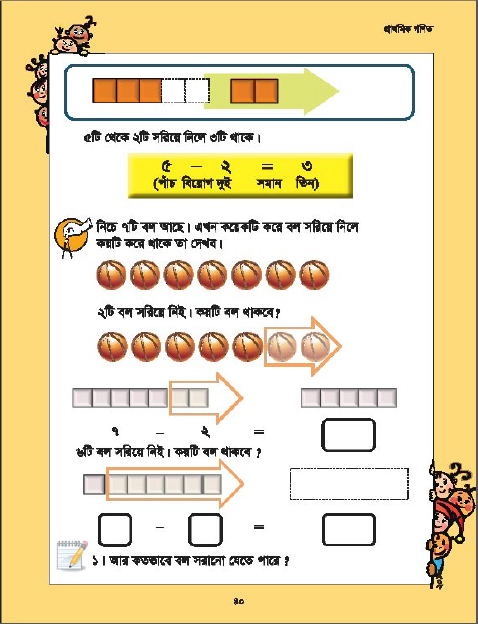 প্রাথমিক গণিত
৫টি থেকে ২টি সরিয়ে নিলে ৩টি থাকে।
৫ – ২ = ৩
(পাঁচ বিয়োগ দুই সমান তিন)
নিচে ৭টি বল আছে। এখন কয়েকটি করে বল সরিয়ে নিলে
কয়টি করে থাকে তা দেখব।
২টি বল সরিয়ে নিই। কয়টি বল থাকবে?
৭ – ২ =
৬টি বল সরিয়ে নিই। কয়টি বল থাকবে ?
– =
১। আর কতভাবে বল সরানো যেতে পারে ?
৪০